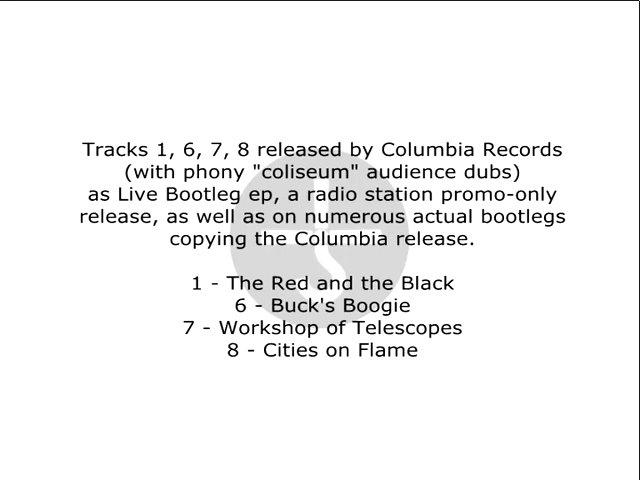 Tracks 1, 6, 7, 8 released by Columbia Records
(with phony "coliseum" audience dubs)
as Live Bootleg ep, a radio station promo-only
release, as well as on numerous actual bootlegs
copying the Columbia release.
1 - The Red and the Black
6 - Buck's Boogie
7 - Workshop of Telescopes
8 - Cities on Flame